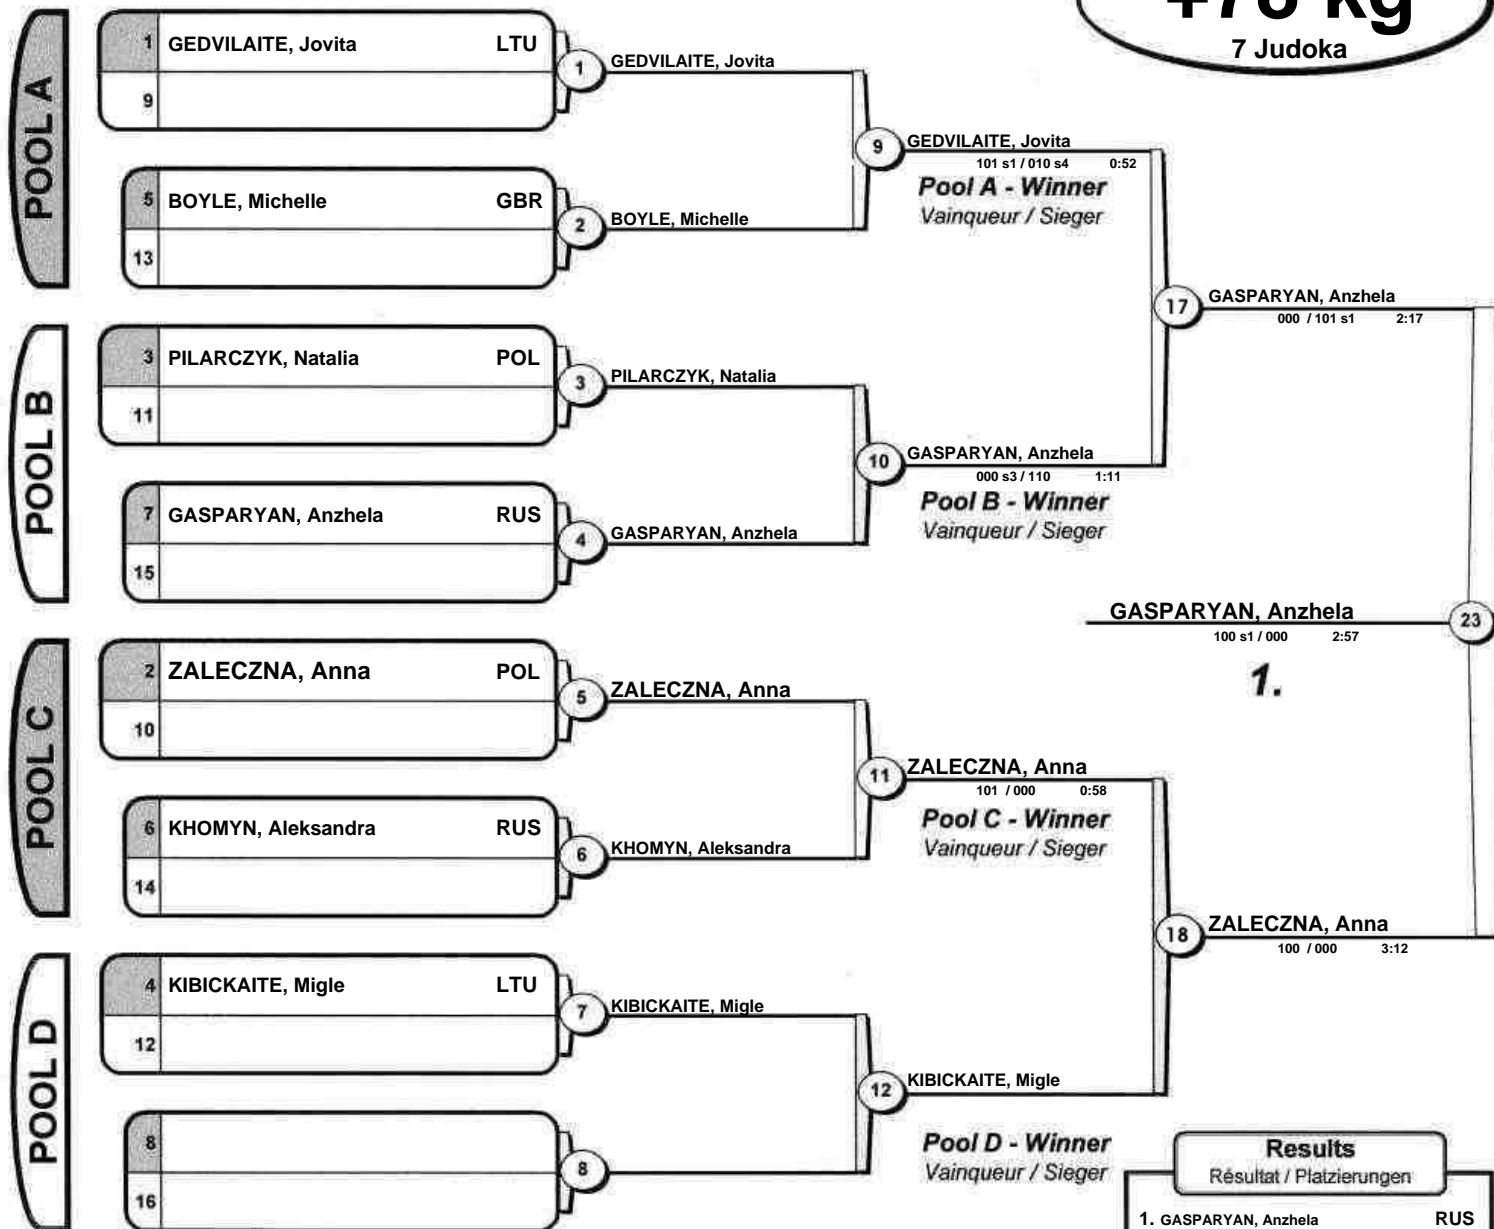 +78 kg
7 Judoka
POOL A
1 GEDVILAITE, Jovita LTU
9
5 BOYLE, Michelle GBR
13
1 GEDVILAITE, Jovita
2 BOYLE, Michelle
9 GEDVILAITE, Jovita
101 s1 / 010 s4 0:52
Pool A - Winner
Vainqueur / Sieger
POOL B
3 PILARCZYK, Natalia POL
11
7 GASPARYAN, Anzhela RUS
15
3 PILARCZYK, Natalia
4 GASPARYAN, Anzhela
10 GASPARYAN, Anzhela
000 s3 / 110 1:11
Pool B - Winner
Vainqueur / Sieger
17 GASPARYAN, Anzhela
000 / 101 s1 2:17
GASPARYAN, Anzhela 23
100 s1 / 000 2:57
1.
POOL C
2 ZALECZNA, Anna POL
10
6 KHOMYN, Aleksandra RUS
14
5 ZALECZNA, Anna
6 KHOMYN, Aleksandra
11 ZALECZNA, Anna
101 / 000 0:58
Pool C - Winner
Vainqueur / Sieger
18 ZALECZNA, Anna
100 / 000 3:12
POOL D
4 KIBICKAITE, Migle LTU
12
8
16
7 KIBICKAITE, Migle
8
12 KIBICKAITE, Migle
Pool D - Winner
Vainqueur / Sieger
Results
Résultat / Platzierungen
1. GASPARYAN, Anzhela RUS